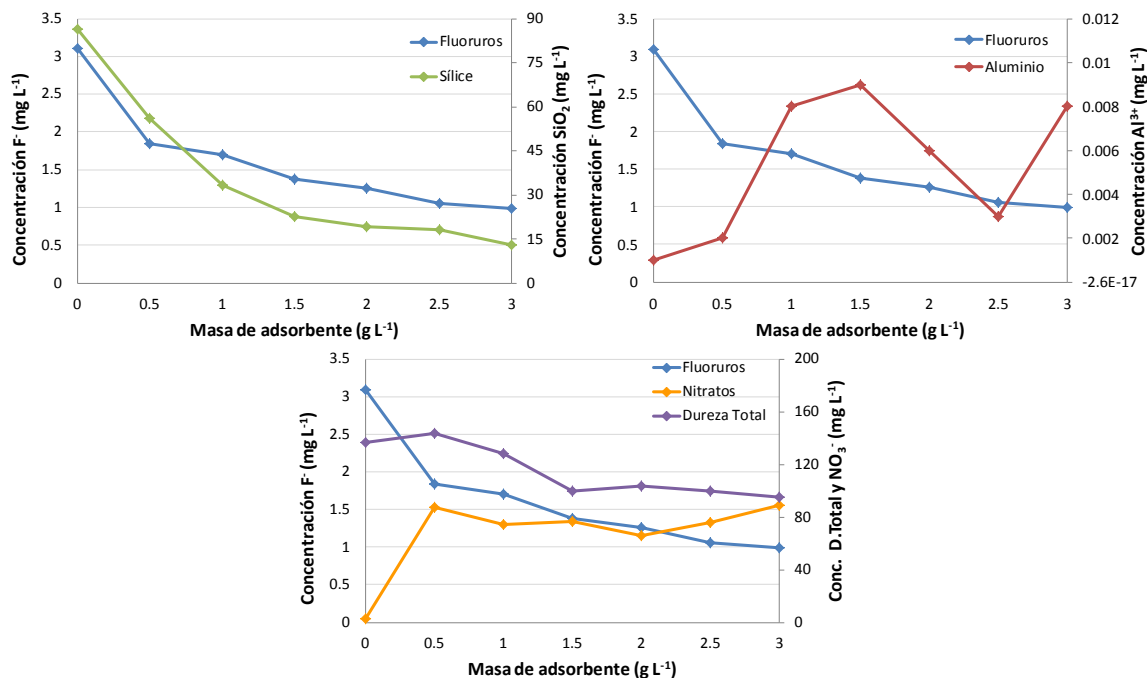 3.5
3
2.5
2
1.5
1
0.5
0
Concentración F⁻ (mg L⁻¹)
Fluoruros
Sílice
90
75
60
45
30
15
0
Concentración SiO₂ (mg L⁻¹)
0 0.5 1 1.5 2 2.5 3
Masa de adsorbente (g L⁻¹)
3.5
3
2.5
2
1.5
1
0.5
0
Concentración F⁻ (mg L⁻¹)
Fluoruros
Aluminio
0.012
0.01
0.008
0.006
0.004
0.002
-2.6E-17
Concentración Al³⁺ (mg L⁻¹)
0 0.5 1 1.5 2 2.5 3
Masa de adsorbente (g L⁻¹)
3.5
3
2.5
2
1.5
1
0.5
0
Concentración F⁻ (mg L⁻¹)
Fluoruros
Nitratos
Dureza Total
200
160
120
80
40
0
Conc. D.Total y NO₃⁻ (mg L⁻¹)
0 0.5 1 1.5 2 2.5 3
Masa de adsorbente (g L⁻¹)